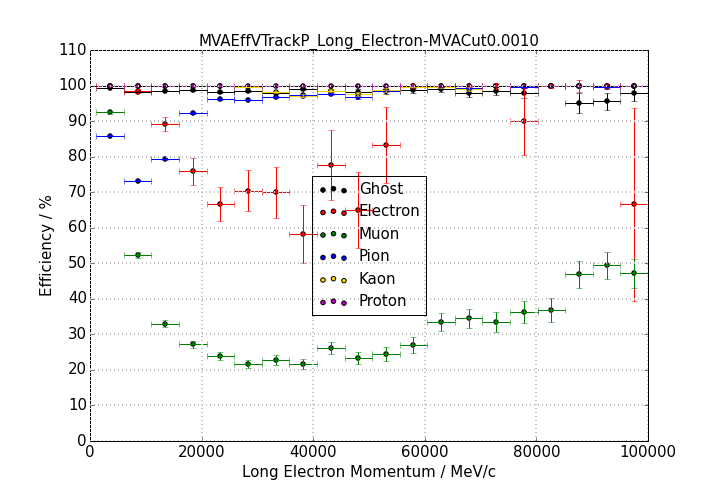 MVAEffVTrackP_Long_Electron-MVACut0.0010
110
100
90
80
70
60
50
40
30
20
10
0
Efficiency / %
Ghost
Electron
Muon
Pion
Kaon
Proton
0 20000 40000 60000 80000 100000
Long Electron Momentum / MeV/c